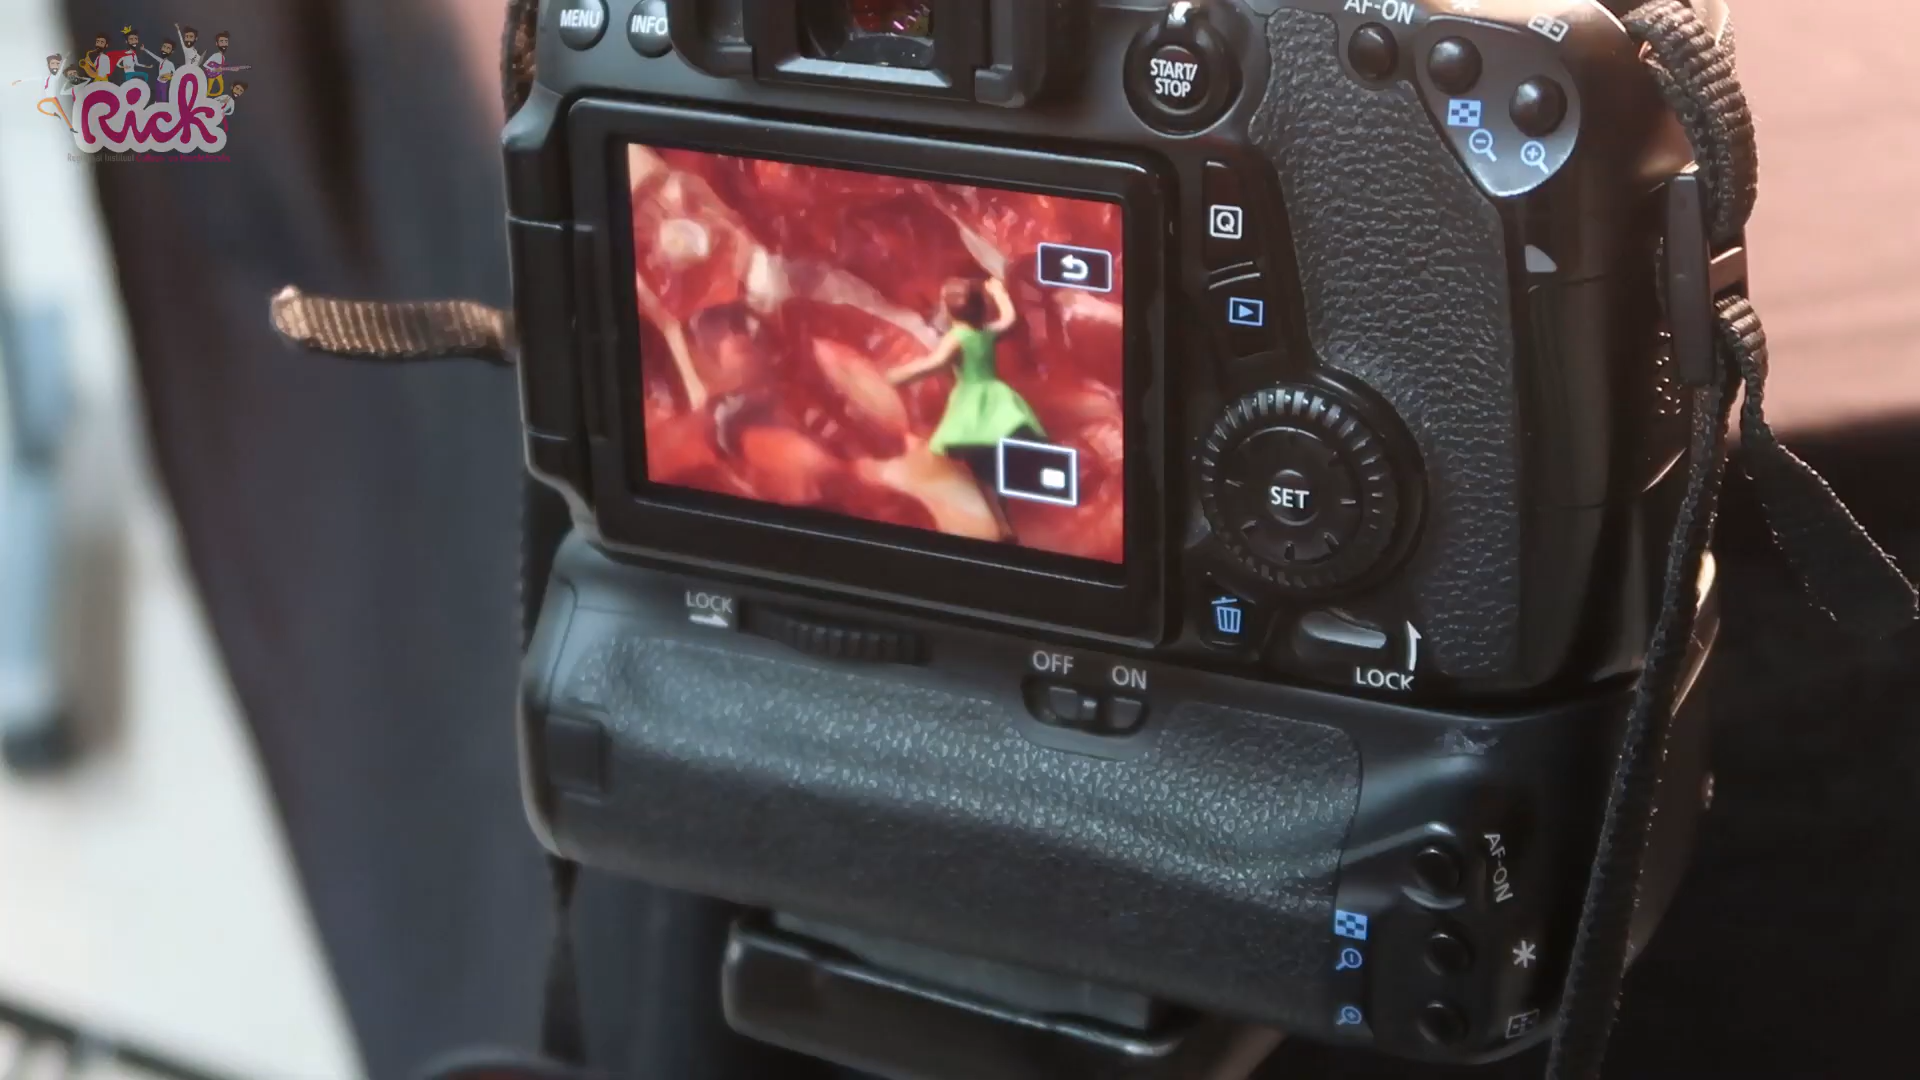 Rick
MENU
INFO
START/
STOP
AF-ON
Q
SET
LOCK
OFF
ON
LOCK
AF-ON